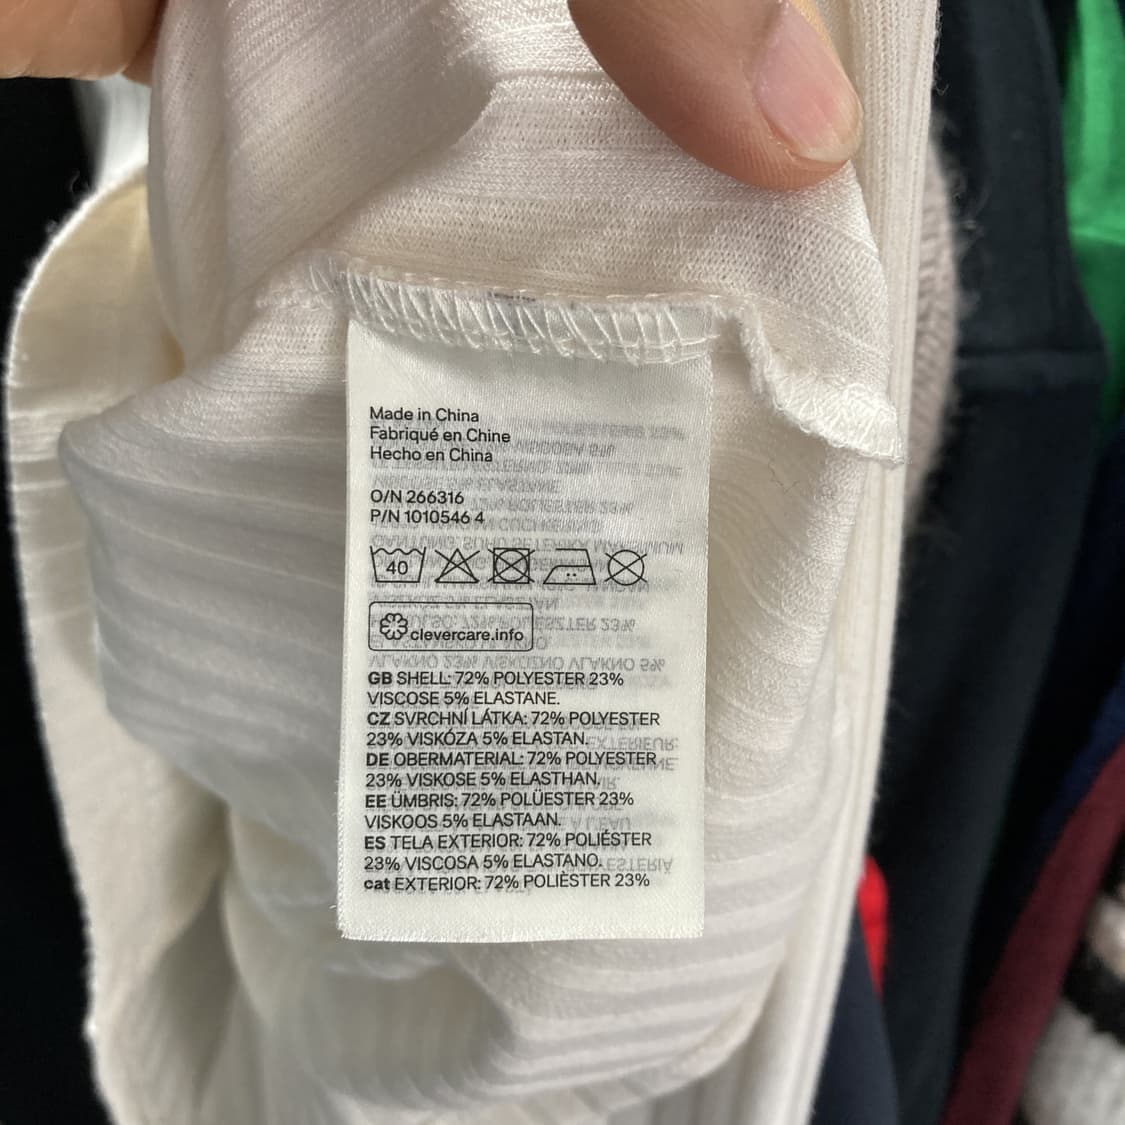 Made in China
Fabriqué en Chine
Hecho en China
O/N 266316
P/N 1010546 4
40
clevercare.info
GB SHELL: 72% POLYESTER 23%
VISCOSE 5% ELASTANE.
CZ SVRCHNÍ LÁTKA: 72% POLYESTER
23% VISKÓZA 5% ELASTAN.
DE OBERMATERIAL: 72% POLYESTER
23% VISKOSE 5% ELASTHAN.
EE ÜMBRIS: 72% POLÜESTER 23%
VISKOOS 5% ELASTAAN.
ES TELA EXTERIOR: 72% POLIÉSTER
23% VISCOSA 5% ELASTANO.
cat EXTERIOR: 72% POLIÈSTER 23%